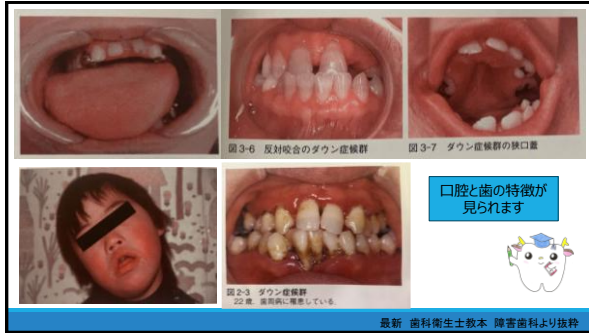 図3-6 反対咬合のダウン症候群
図3-7 ダウン症候群の狭口蓋
口腔と歯の特徴が
見られます
図2-3 ダウン症候群
22歳，歯周病に罹患している．
最新 歯科衛生士教本 障害歯科より抜粋